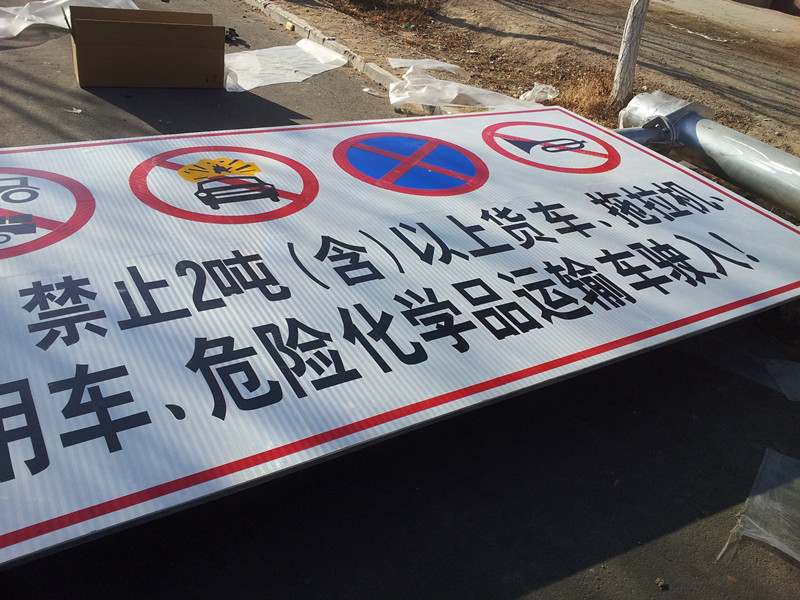 禁止2吨(含)以上货车、拖拉机、
用车、危险化学品运输车驶入!